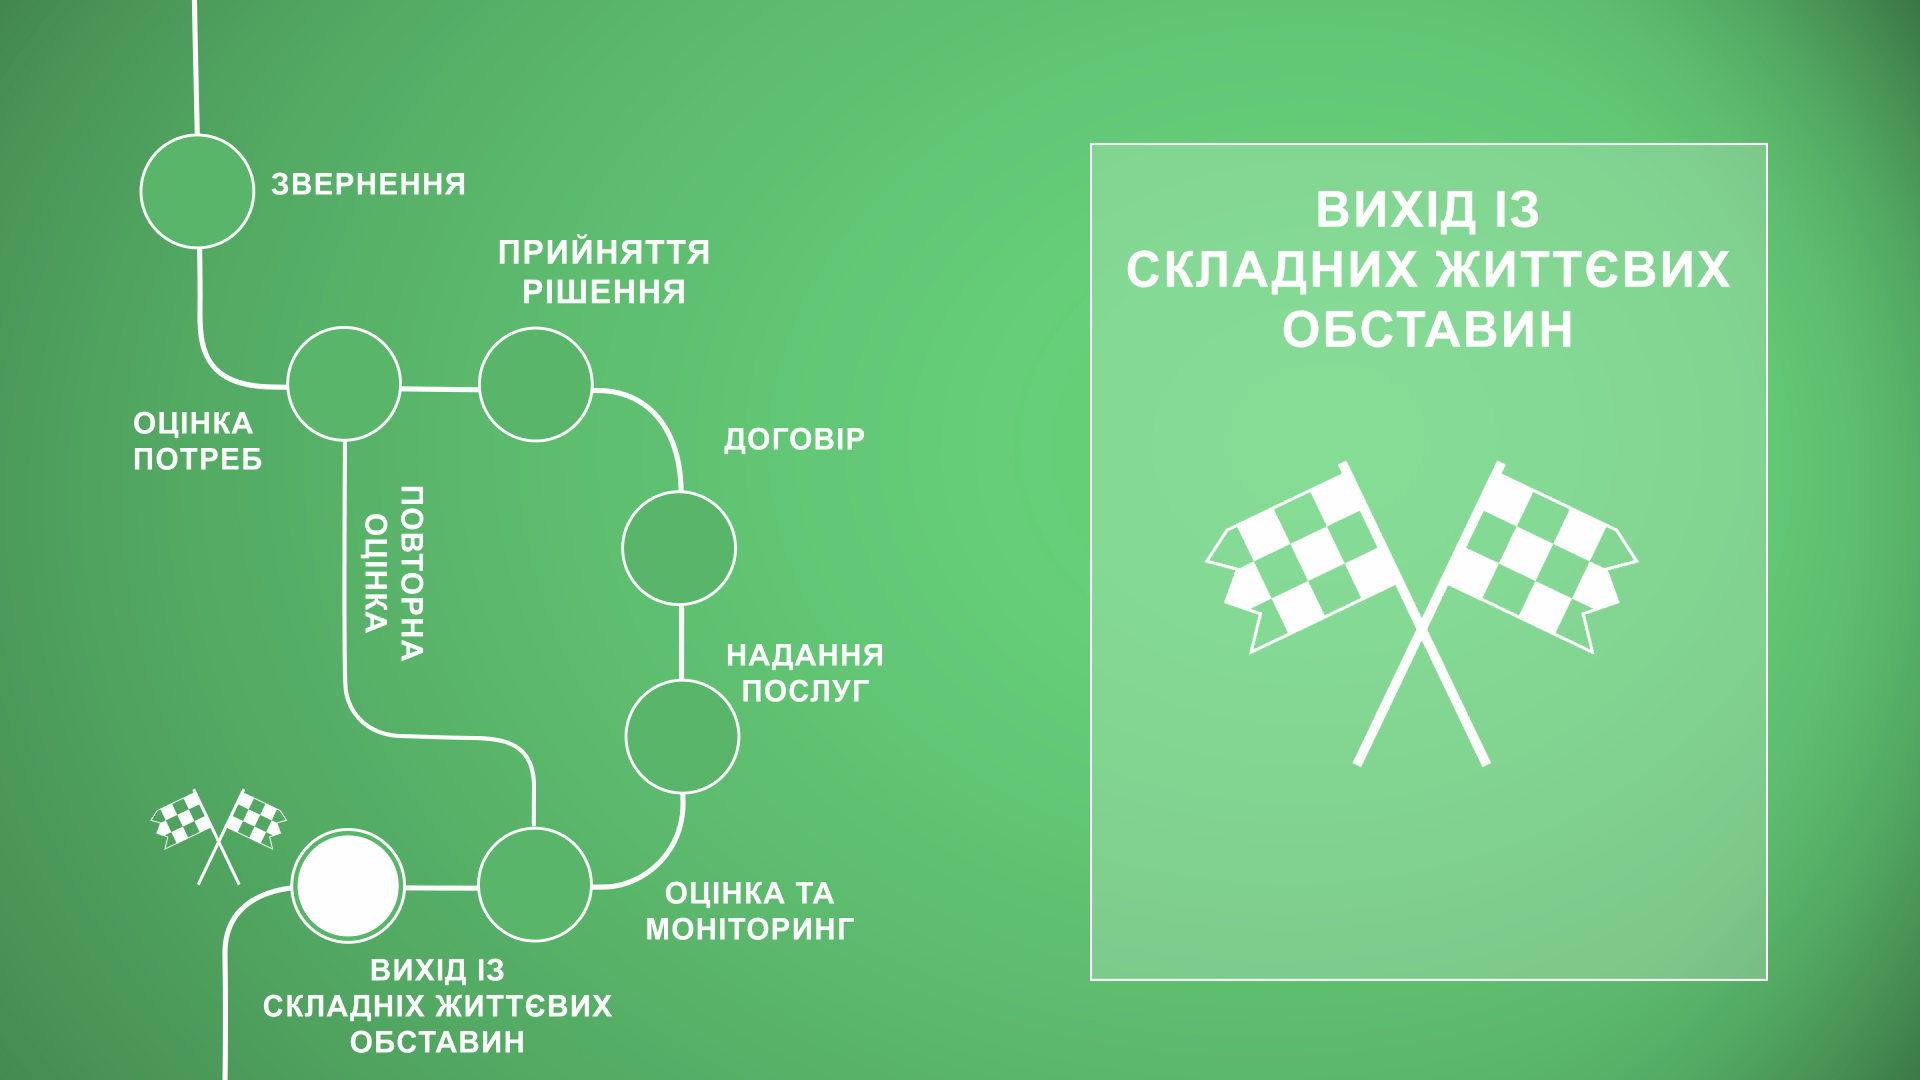 ЗВЕРНЕННЯ
ПРИЙНЯТТЯ
РІШЕННЯ
ОЦІНКА
ПОТРЕБ
ДОГОВІР
ПОВТОРНА
ОЦІНКА
НАДАННЯ
ПОСЛУГ
ОЦІНКА ТА
МОНІТОРИНГ
ВИХІД ІЗ
СКЛАДНІХ ЖИТТЄВИХ
ОБСТАВИН
ВИХІД ІЗ
СКЛАДНИХ ЖИТТЄВИХ
ОБСТАВИН